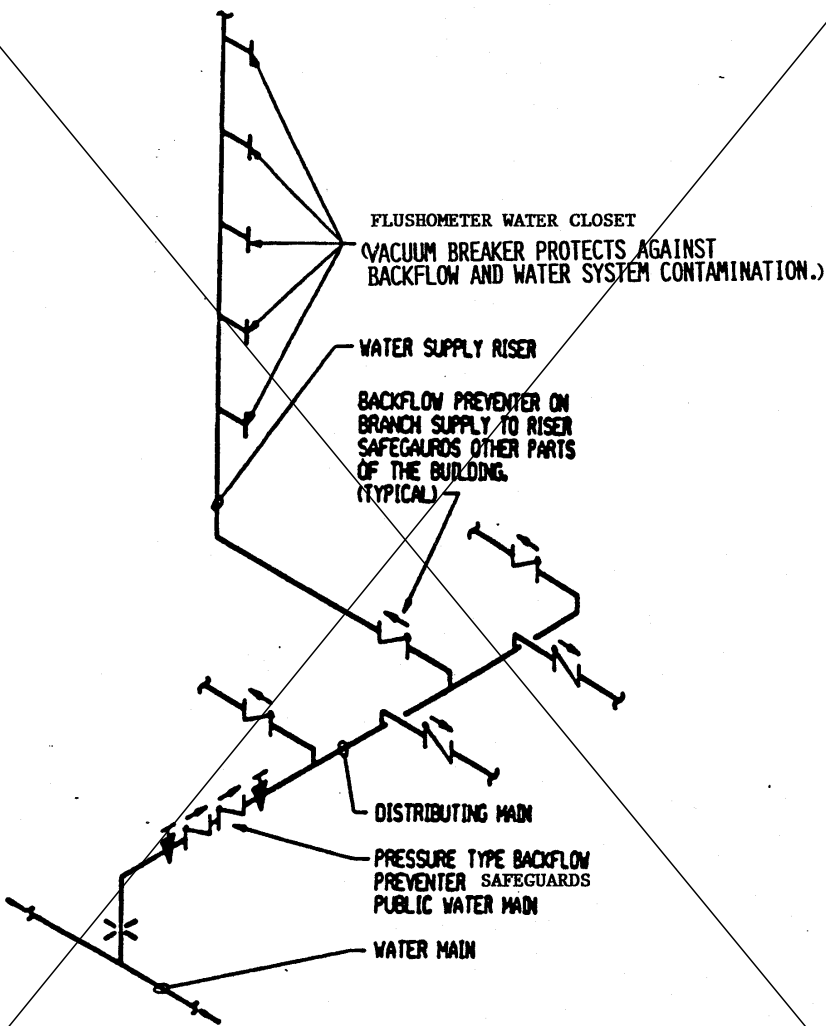 FLUSHOMETER WATER CLOSET
(VACUUM BREAKER PROTECTS AGAINST
BACKFLOW AND WATER SYSTEM CONTAMINATION.)
WATER SUPPLY RISER
BACKFLOW PREVENTER ON
BRANCH SUPPLY TO RISER
SAFEGAUROS OTHER PARTS
OF THE BUILDING.
(TYPICAL)
DISTRIBUTING MAIN
PRESSURE TYPE BACKFLOW
PREVENTER SAFEGUARDS
PUBLIC WATER MAIN
WATER MAIN